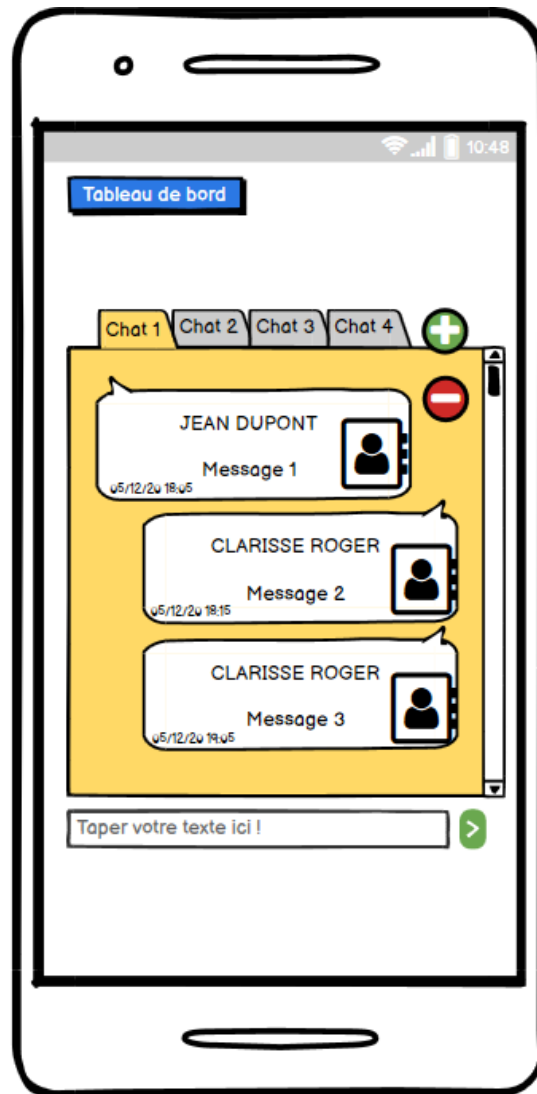 10:48
Tableau de bord
Chat 1 Chat 2 Chat 3 Chat 4
JEAN DUPONT
Message 1
05/12/20 18:05
CLARISSE ROGER
Message 2
05/12/20 18:15
CLARISSE ROGER
Message 3
05/12/20 19:05
Taper votre texte ici !